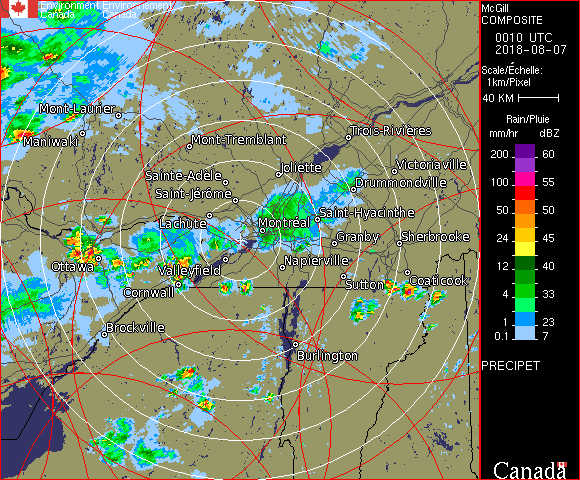 Environment Environnement
Canada Canada
McGill
COMPOSITE
0010 UTC
2018-08-07
Scale/Échelle:
1km/Pixel
40 KM
Rain/Pluie
mm/hr dBZ
200 60
100 55
50 50
24 45
12 40
4 33
1 23
0.1 7
PRECIPET
Canada
Mont-Laurier
Maniwaki
Mont-Tremblant
Trois-Rivières
Joliette
Victoriaville
Sainte-Adèle
Drummondville
Saint-Jérôme
Lachute
Saint-Hyacinthe
Montréal
Granby
Sherbrooke
Ottawa
Valleyfield
Napierville
Cornwall
Sutton
Coaticook
Brockville
Burlington